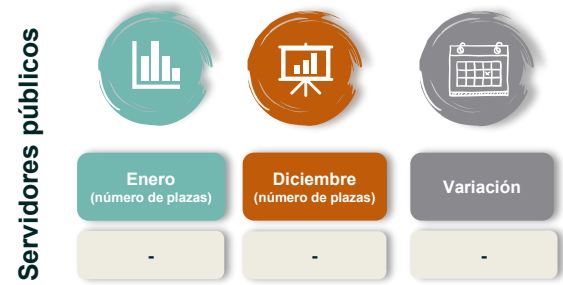 Servidores públicos
Enero
(número de plazas)
Diciembre
(número de plazas)
Variación
-
-
-